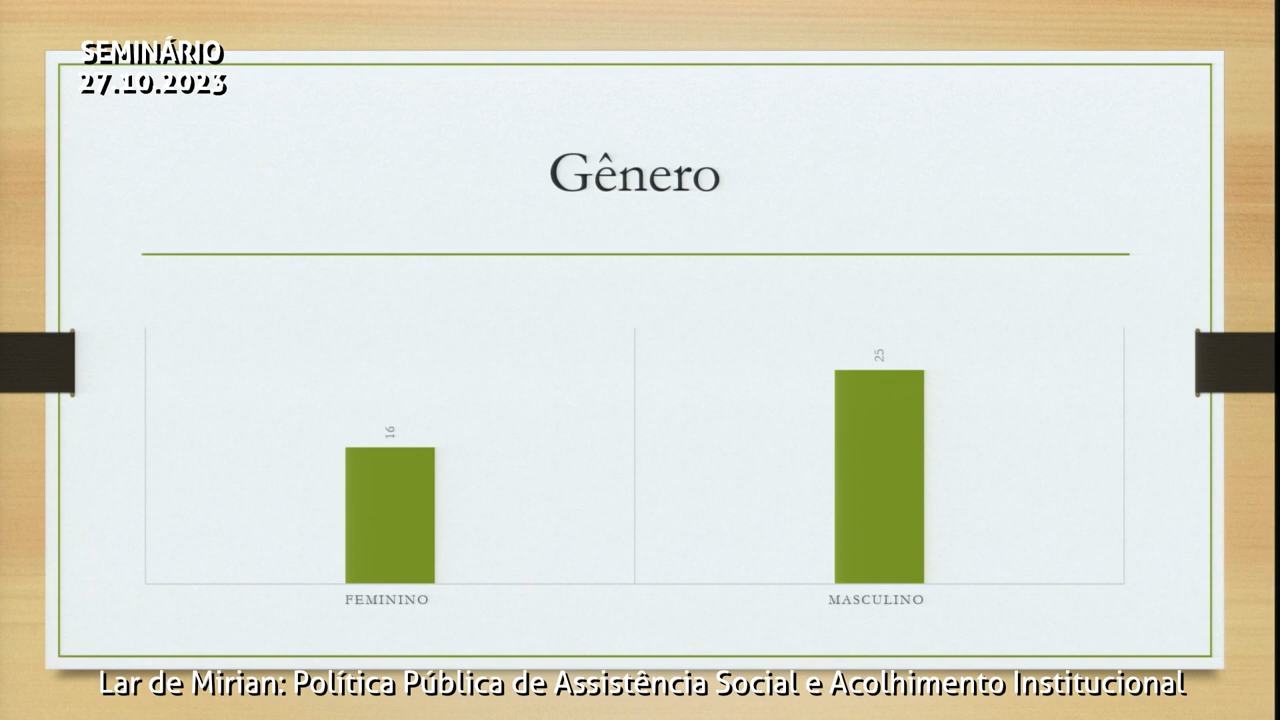 SEMINÁRIO
27.10.2023
Gênero
16
25
FEMININO
MASCULINO
Lar de Mirian: Política Pública de Assistência Social e Acolhimento Institucional